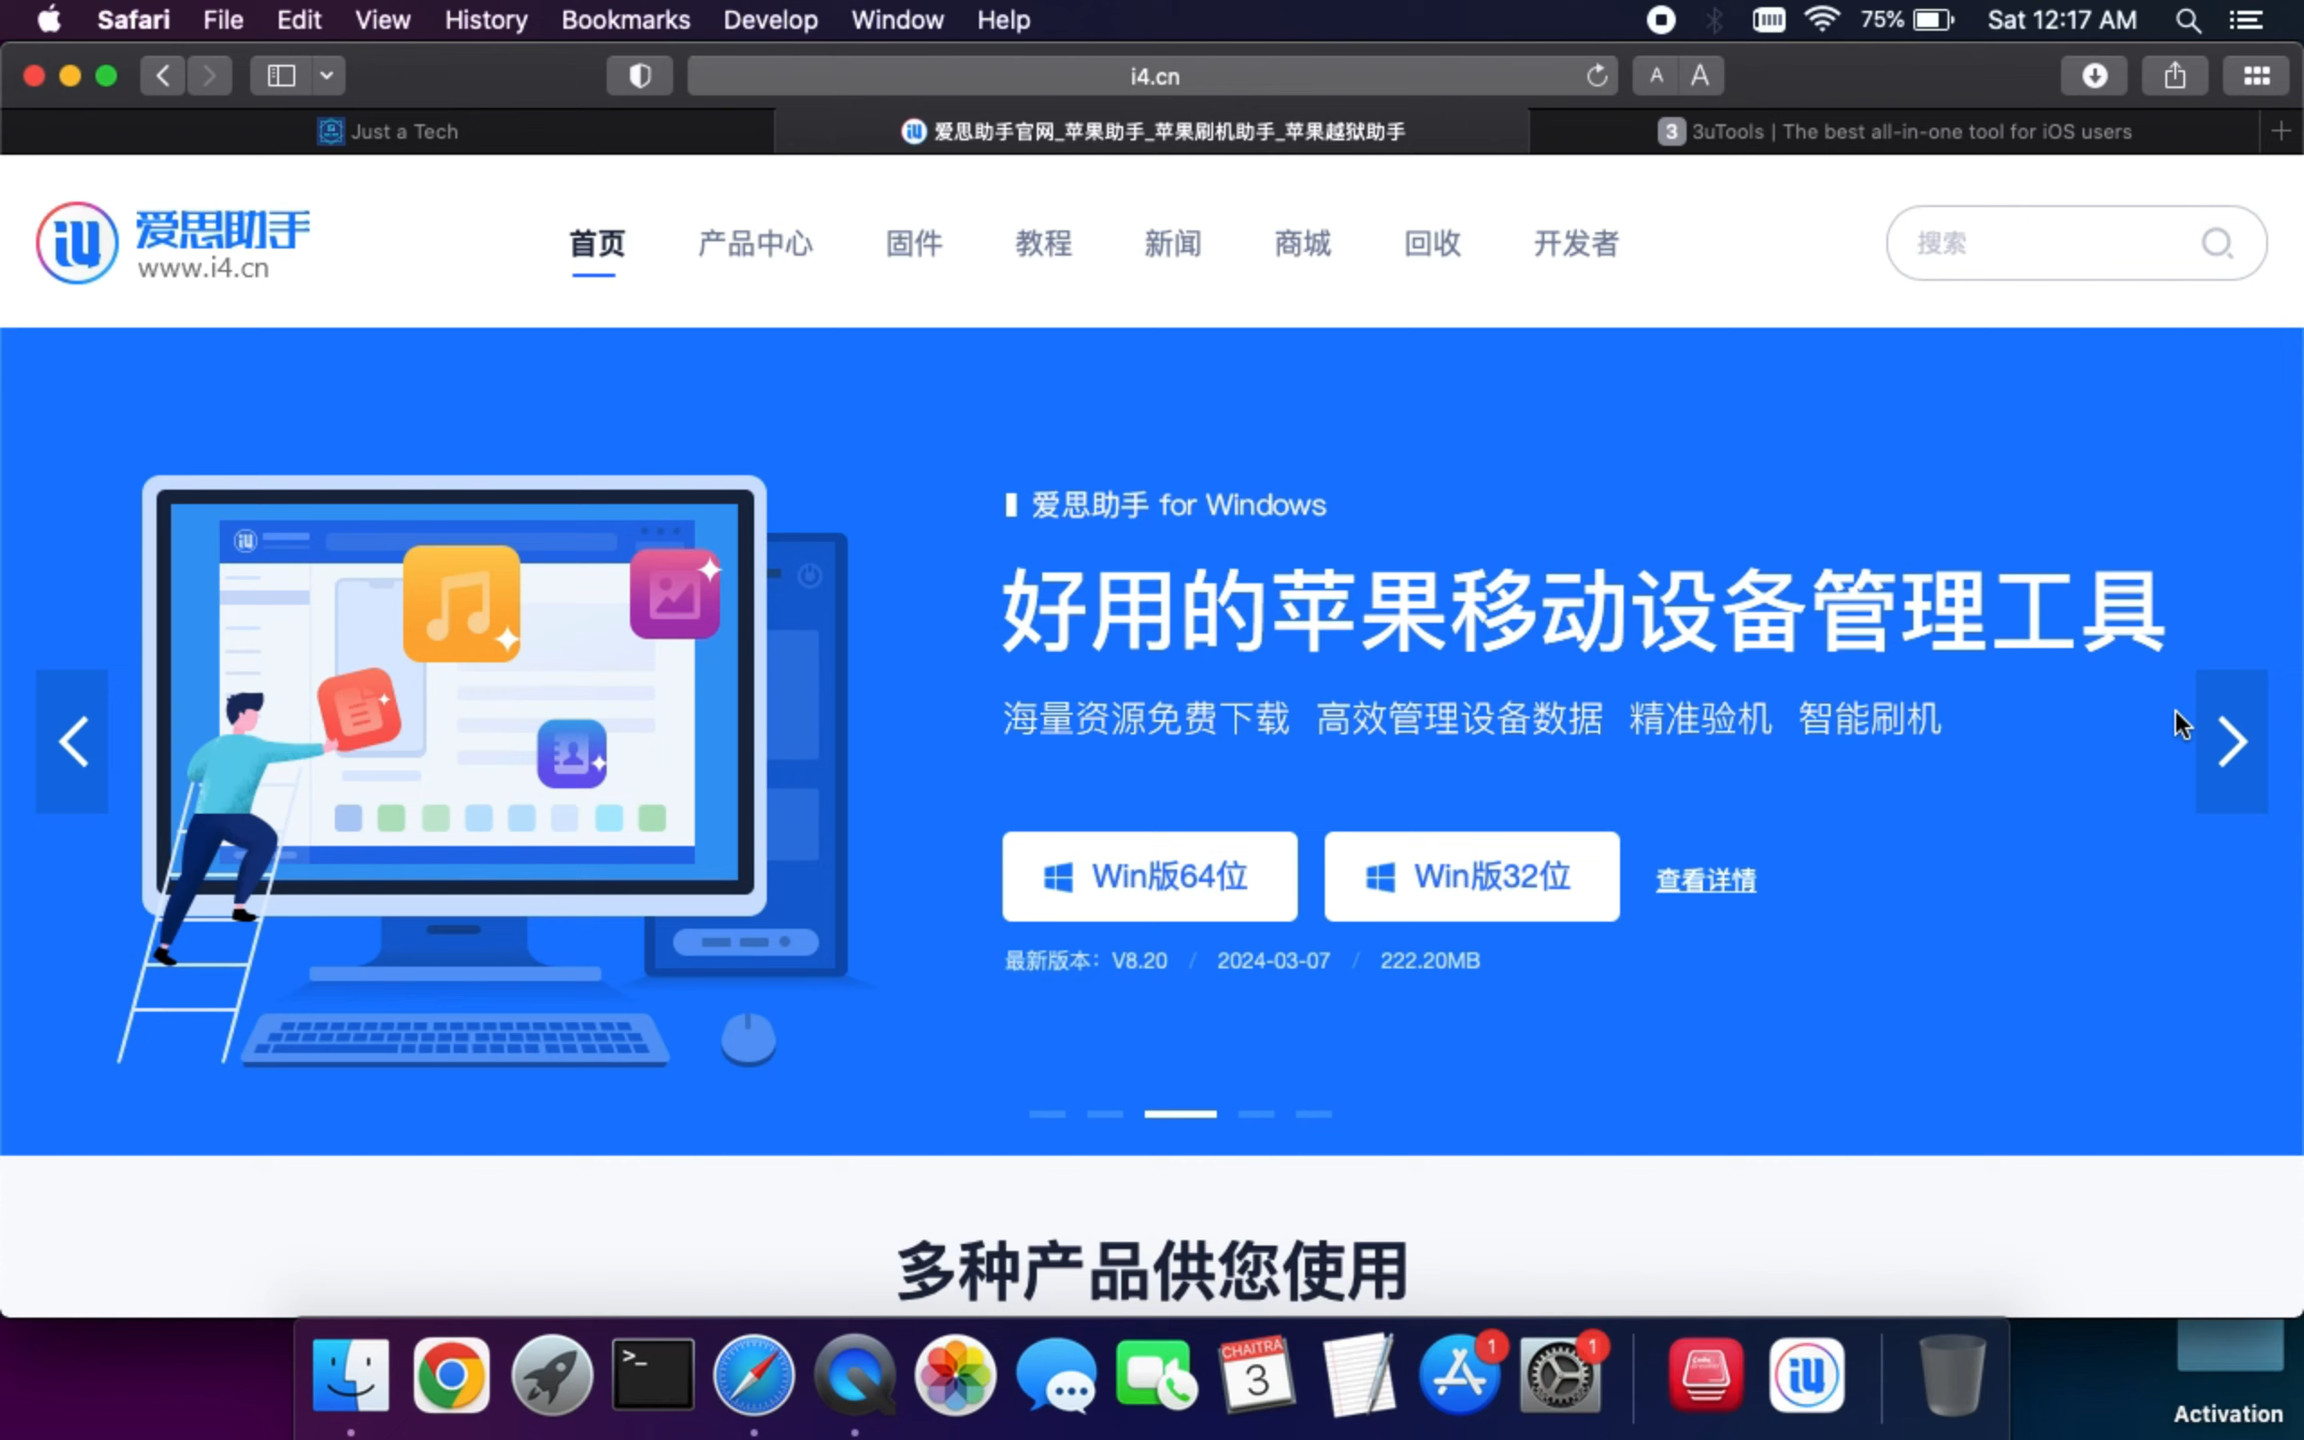 Safari File Edit View History Bookmarks Develop Window Help 75% Sat 12:17 AM
i4.cn A A
Just a Tech
爱思助手官网_苹果助手_苹果刷机助手_苹果越狱助手
3 3uTools | The best all-in-one tool for iOS users
爱思助手
www.i4.cn
首页 产品中心 固件 教程 新闻 商城 回收 开发者
搜索
爱思助手 for Windows
好用的苹果移动设备管理工具
海量资源免费下载 高效管理设备数据 精准验机 智能刷机
Win版64位 Win版32位 查看详情
最新版本：V8.20 / 2024-03-07 / 222.20MB
多种产品供您使用
CHAITRA
3
1
1
Activation